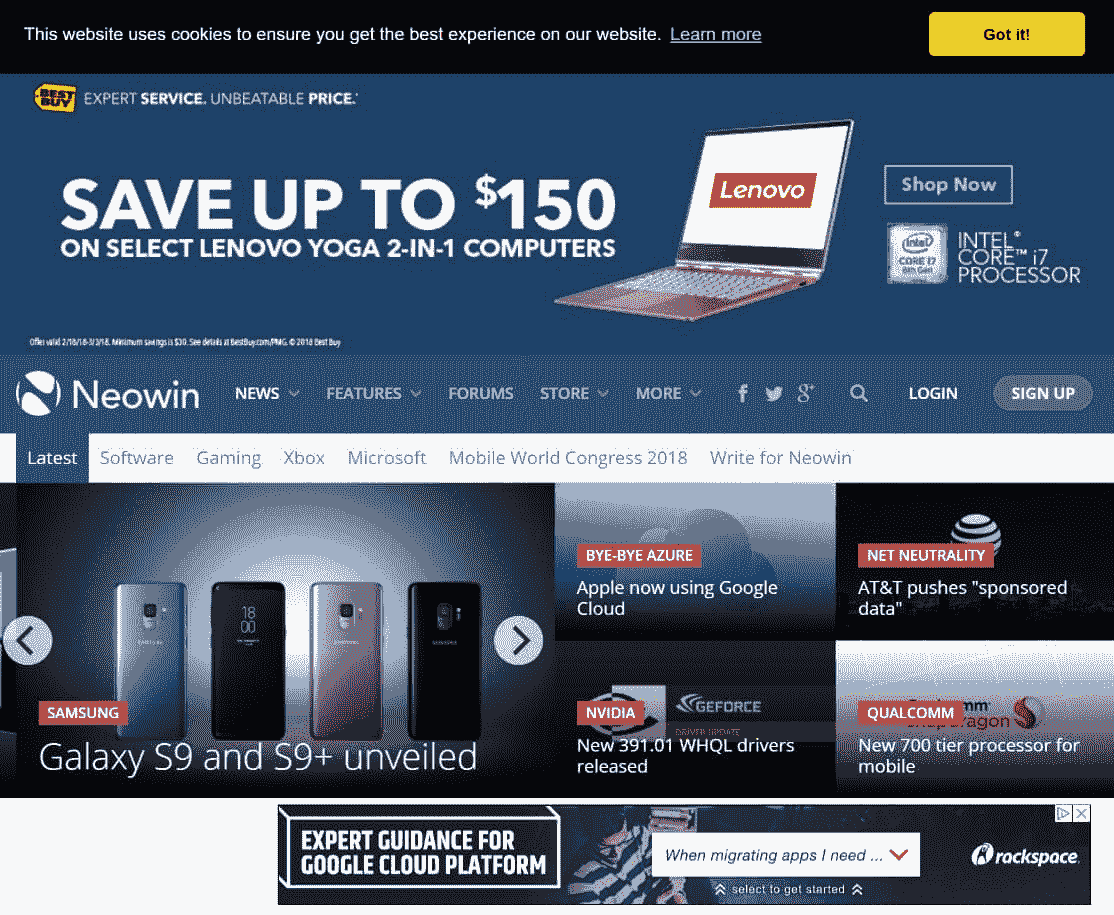 This website uses cookies to ensure you get the best experience on our website. Learn more
Got it!
BEST BUY
EXPERT SERVICE. UNBEATABLE PRICE.*
SAVE UP TO $150
ON SELECT LENOVO YOGA 2-IN-1 COMPUTERS
Lenovo
Shop Now
intel
CORE i7
8th Gen
INTEL®
CORE™ i7
PROCESSOR
Offer valid 2/18/18-3/3/18. Minimum savings is $30. See details at BestBuy.com/PMG. © 2018 Best Buy
Neowin
NEWS
FEATURES
FORUMS
STORE
MORE
LOGIN
SIGN UP
Latest
Software
Gaming
Xbox
Microsoft
Mobile World Congress 2018
Write for Neowin
18
00
SAMSUNG
Galaxy S9 and S9+ unveiled
BYE-BYE AZURE
Apple now using Google
Cloud
NET NEUTRALITY
AT&T pushes "sponsored
data"
GEFORCE
NVIDIA
DRIVER UPDATE
New 391.01 WHQL drivers
released
QUALCOMM
New 700 tier processor for
mobile
EXPERT GUIDANCE FOR
GOOGLE CLOUD PLATFORM
When migrating apps I need ...
select to get started
rackspace.